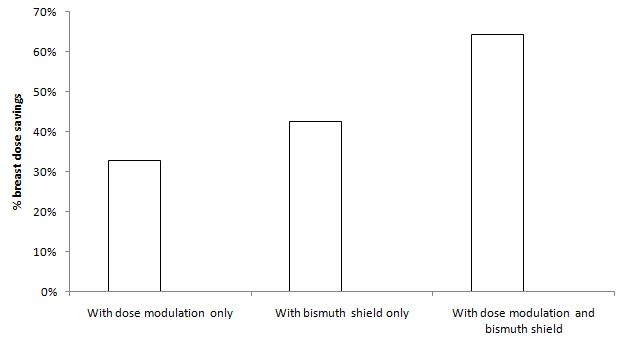 70%
60%
50%
40%
30%
20%
10%
0%
% breast dose savings
With dose modulation only
With bismuth shield only
With dose modulation and
bismuth shield